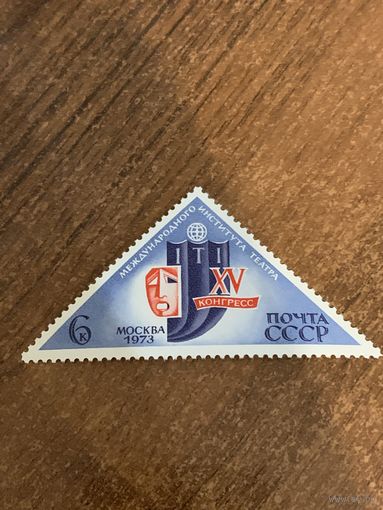 МЕЖДУНАРОДНОГО ИНСТИТУТА ТЕАТРА
ITI
XV
КОНГРЕСС
6к
МОСКВА
1973
ПОЧТА
СССР